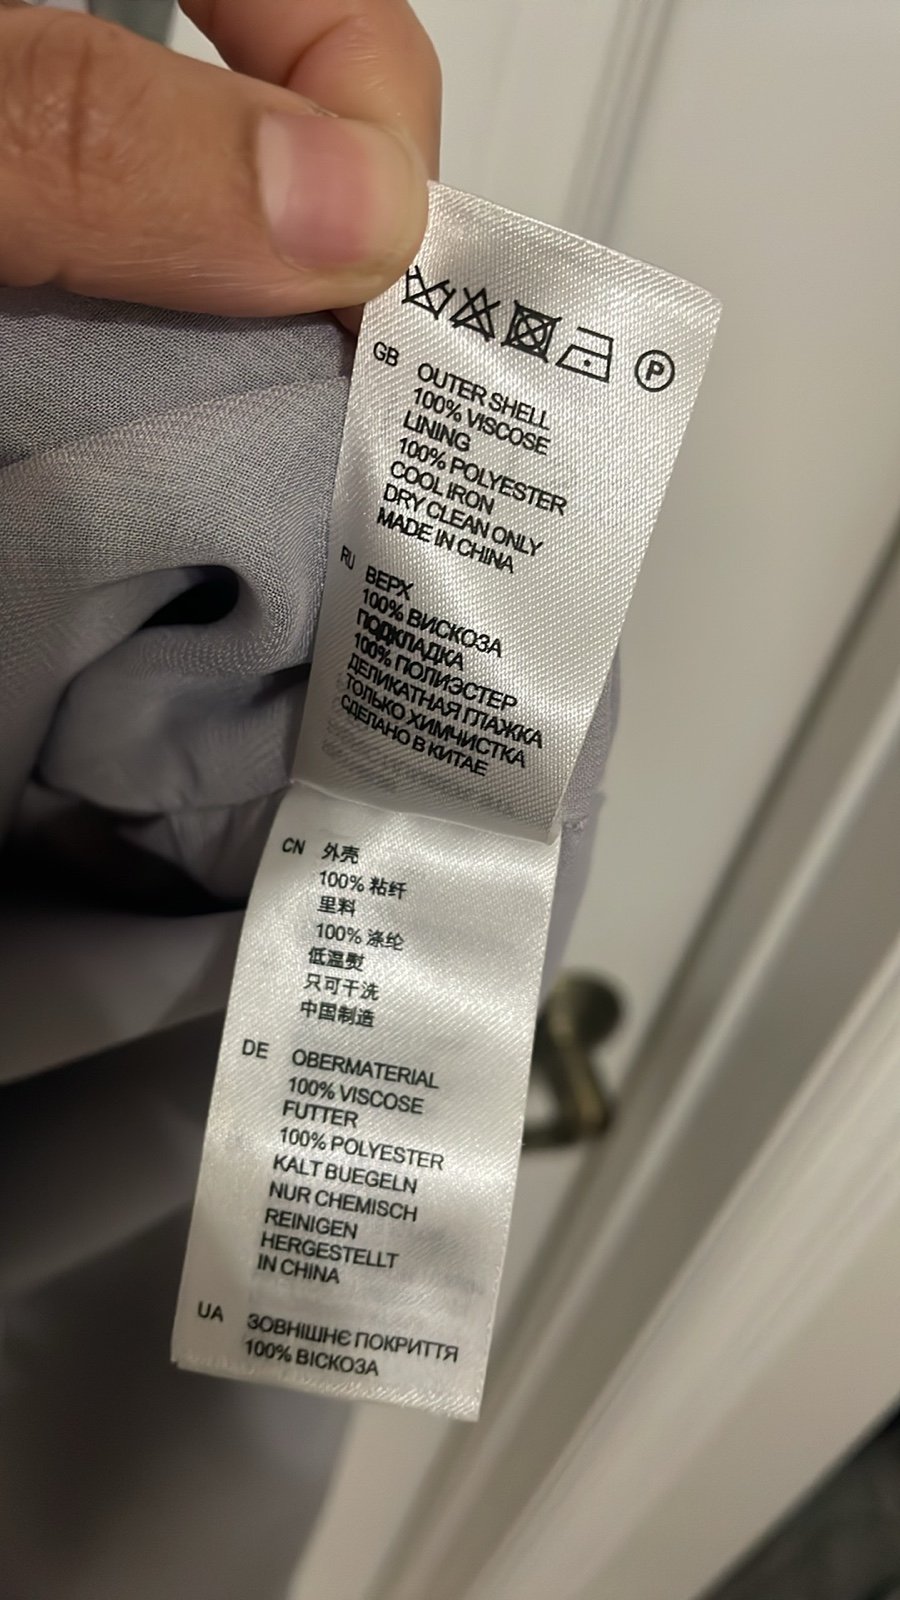 P
GB OUTER SHELL
100% VISCOSE
LINING
100% POLYESTER
COOL IRON
DRY CLEAN ONLY
MADE IN CHINA
RU ВЕРХ
100% ВИСКОЗА
ПОДКЛАДКА
100% ПОЛИЭСТЕР
ДЕЛИКАТНАЯ ГЛАЖКА
ТОЛЬКО ХИМЧИСТКА
СДЕЛАНО В КИТАЕ
CN 外壳
100% 粘纤
里料
100% 涤纶
低温熨
只可干洗
中国制造
DE OBERMATERIAL
100% VISCOSE
FUTTER
100% POLYESTER
KALT BUEGELN
NUR CHEMISCH
REINIGEN
HERGESTELLT
IN CHINA
UA ЗОВНІШНЄ ПОКРИТТЯ
100% ВІСКОЗА